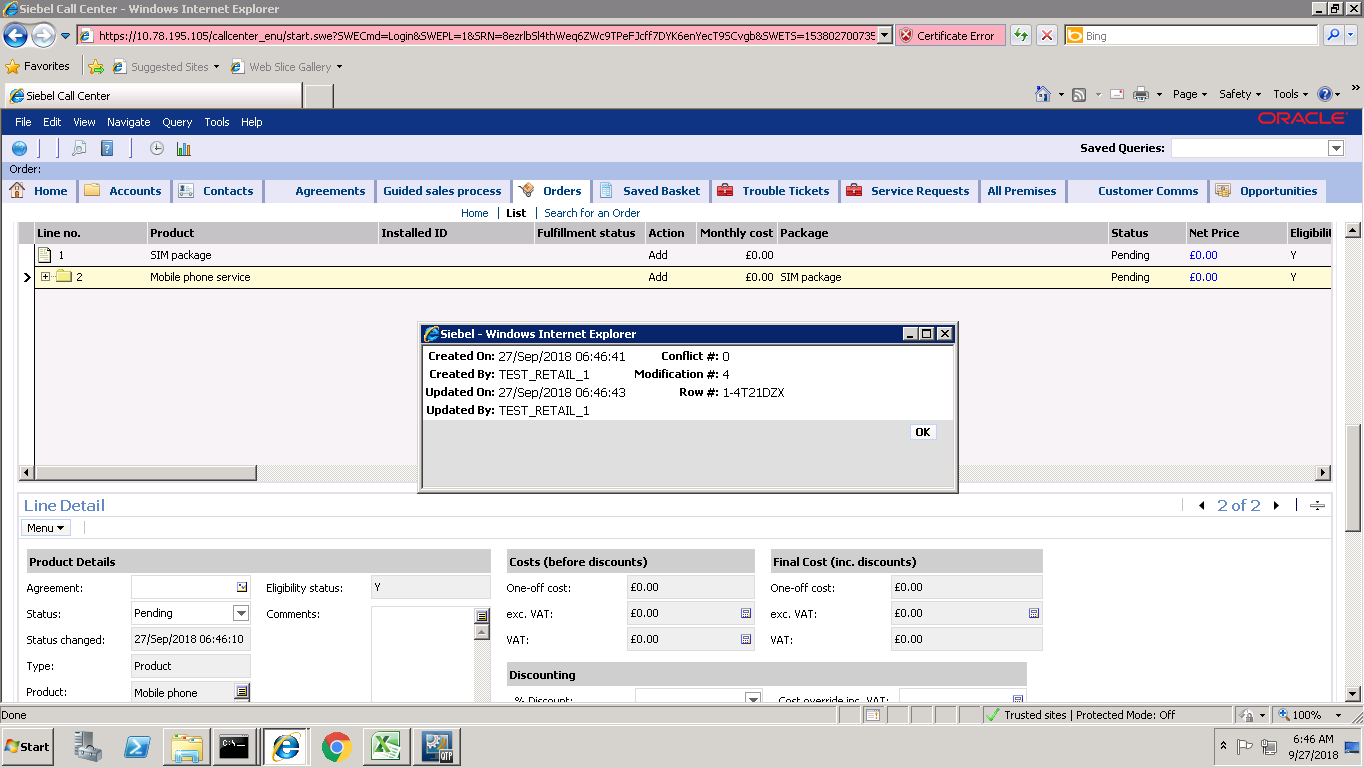 Siebel Call Center - Windows Internet Explorer
https://10.78.195.105/callcenter_enu/start.swe?SWECmd=Login&SWEPL=1&SRN=8ezrlbSl4thWeq6ZWc9TPeFJcff7DYK6enYecT9SCvgb&SWETS=153802700735
Certificate Error
Bing
Favorites
Suggested Sites
Web Slice Gallery
Siebel Call Center
Page
Safety
Tools
File Edit View Navigate Query Tools Help
ORACLE
Saved Queries:
Order:
Home Accounts Contacts Agreements Guided sales process Orders Saved Basket Trouble Tickets Service Requests All Premises Customer Comms Opportunities
Home List Search for an Order
Line no. Product Installed ID Fulfillment status Action Monthly cost Package Status Net Price Eligibilit
1 SIM package Add £0.00 Pending £0.00 Y
2 Mobile phone service Add £0.00 SIM package Pending £0.00 Y
Siebel - Windows Internet Explorer
Created On: 27/Sep/2018 06:46:41 Conflict #: 0
Created By: TEST_RETAIL_1 Modification #: 4
Updated On: 27/Sep/2018 06:46:43 Row #: 1-4T21DZX
Updated By: TEST_RETAIL_1
OK
Line Detail
2 of 2
Menu
Product Details Costs (before discounts) Final Cost (inc. discounts)
Agreement: Eligibility status: Y One-off cost: £0.00 One-off cost: £0.00
Status: Pending Comments: exc. VAT: £0.00 exc. VAT: £0.00
Status changed: 27/Sep/2018 06:46:10 VAT: £0.00 VAT: £0.00
Type: Product
Discounting
Product: Mobile phone
% Discount: Cost override inc. VAT:
Done
Trusted sites | Protected Mode: Off
100%
Start
C:\
QTP
6:46 AM
9/27/2018